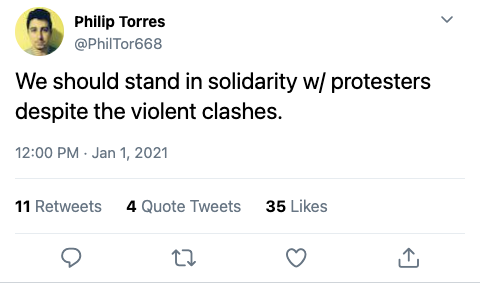 Philip Torres
@PhilTor668
We should stand in solidarity w/ protesters
despite the violent clashes.
12:00 PM · Jan 1, 2021
11 Retweets 4 Quote Tweets 35 Likes